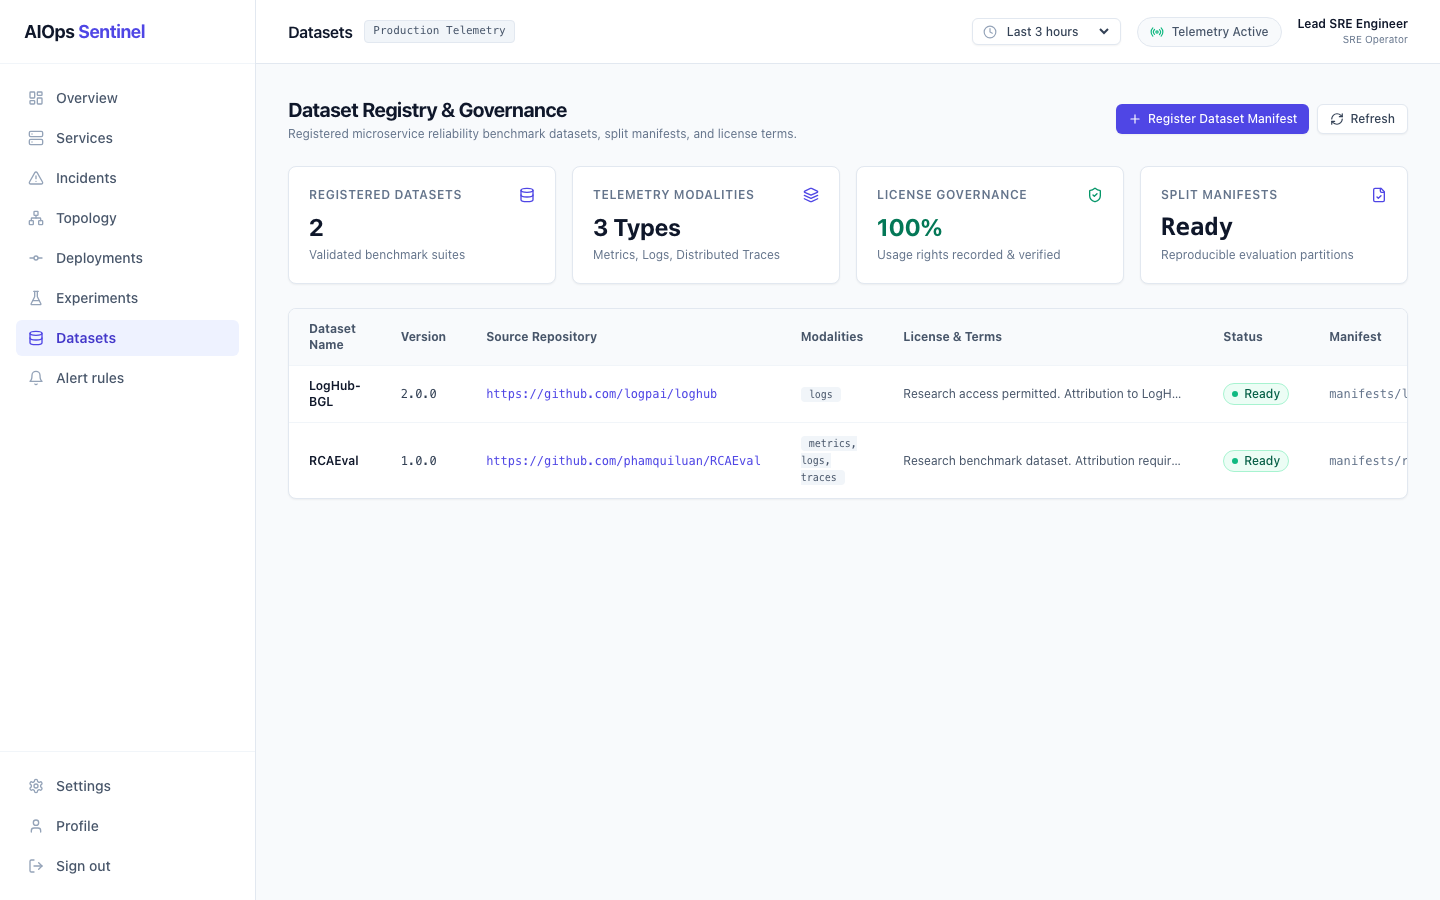 AIOps Sentinel
Datasets
Production Telemetry
Last 3 hours
Telemetry Active
Lead SRE Engineer
SRE Operator
Overview
Services
Incidents
Topology
Deployments
Experiments
Datasets
Alert rules
Settings
Profile
Sign out
Dataset Registry & Governance
Registered microservice reliability benchmark datasets, split manifests, and license terms.
Register Dataset Manifest
Refresh
REGISTERED DATASETS
2
Validated benchmark suites
TELEMETRY MODALITIES
3 Types
Metrics, Logs, Distributed Traces
LICENSE GOVERNANCE
100%
Usage rights recorded & verified
SPLIT MANIFESTS
Ready
Reproducible evaluation partitions
Dataset Name
Version
Source Repository
Modalities
License & Terms
Status
Manifest
LogHub-
BGL
2.0.0
https://github.com/logpai/loghub
logs
Research access permitted. Attribution to LogH...
Ready
manifests/l
RCAEval
1.0.0
https://github.com/phamquiluan/RCAEval
metrics,
logs,
traces
Research benchmark dataset. Attribution requir...
Ready
manifests/r